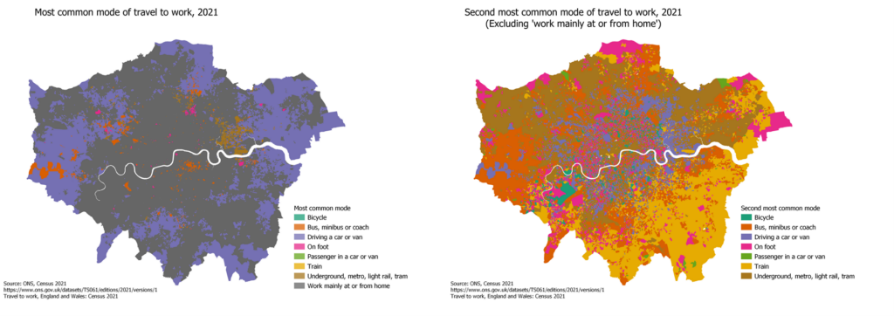 Most common mode of travel to work, 2021
Most common mode
Bicycle
Bus, minibus or coach
Driving a car or van
On foot
Passenger in a car or van
Train
Underground, metro, light rail, tram
Work mainly at or from home
Source: ONS, Census 2021
https://www.ons.gov.uk/datasets/TS061/editions/2021/versions/1
Travel to work, England and Wales: Census 2021
Second most common mode of travel to work, 2021
(Excluding 'work mainly at or from home')
Second most common mode
Bicycle
Bus, minibus or coach
Driving a car or van
On foot
Passenger in a car or van
Train
Underground, metro, light rail, tram
Source: ONS, Census 2021
https://www.ons.gov.uk/datasets/TS061/editions/2021/versions/1
Travel to work, England and Wales: Census 2021